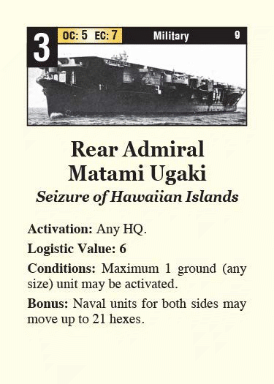 3 OC: 5 EC: 7 Military 9
Rear Admiral
Matami Ugaki
Seizure of Hawaiian Islands
Activation: Any HQ.
Logistic Value: 6
Conditions: Maximum 1 ground (any
size) unit may be activated.
Bonus: Naval units for both sides may
move up to 21 hexes.